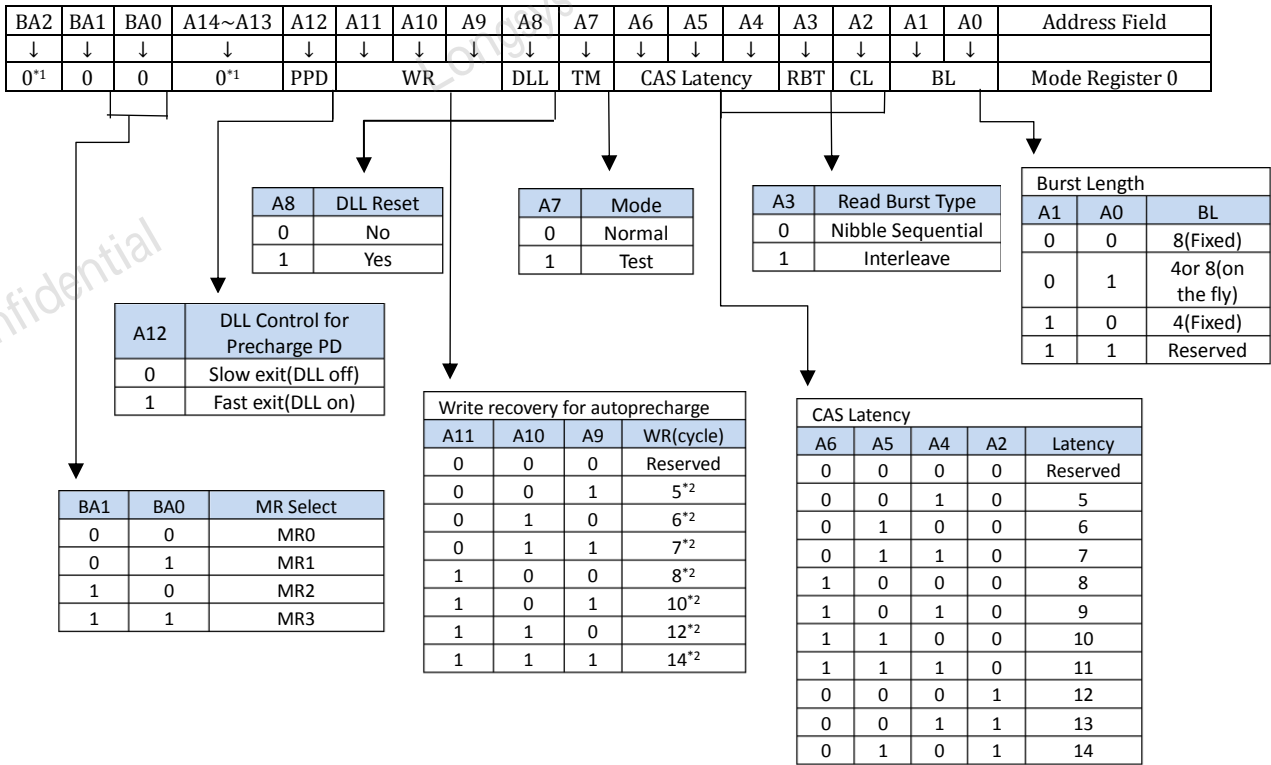 BA2 BA1 BA0 A14~A13 A12 A11 A10 A9 A8 A7 A6 A5 A4 A3 A2 A1 A0 Address Field
↓ ↓ ↓ ↓ ↓ ↓ ↓ ↓ ↓ ↓ ↓ ↓ ↓ ↓ ↓ ↓ ↓
0*1 0 0 0*1 PPD WR DLL TM CAS Latency RBT CL BL Mode Register 0
A8 DLL Reset
0 No
1 Yes
A7 Mode
0 Normal
1 Test
A3 Read Burst Type
0 Nibble Sequential
1 Interleave
Burst Length
A1 A0 BL
0 0 8(Fixed)
0 1 4or 8(on
the fly)
1 0 4(Fixed)
1 1 Reserved
A12 DLL Control for
Precharge PD
0 Slow exit(DLL off)
1 Fast exit(DLL on)
Write recovery for autoprecharge
A11 A10 A9 WR(cycle)
0 0 0 Reserved
0 0 1 5*2
0 1 0 6*2
0 1 1 7*2
1 0 0 8*2
1 0 1 10*2
1 1 0 12*2
1 1 1 14*2
CAS Latency
A6 A5 A4 A2 Latency
0 0 0 0 Reserved
0 0 1 0 5
0 1 0 0 6
0 1 1 0 7
1 0 0 0 8
1 0 1 0 9
1 1 0 0 10
1 1 1 0 11
0 0 0 1 12
0 0 1 1 13
0 1 0 1 14
BA1 BA0 MR Select
0 0 MR0
0 1 MR1
1 0 MR2
1 1 MR3
nfidential